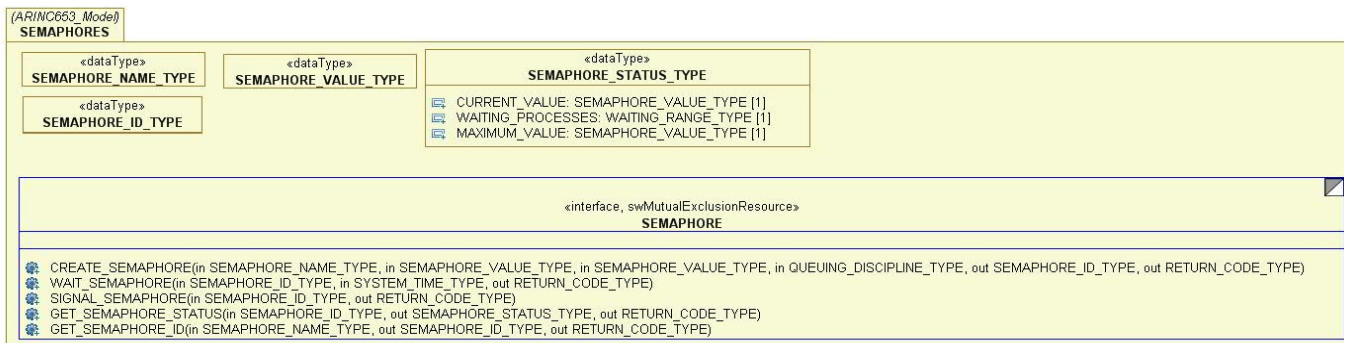 (ARINC653_Model)
SEMAPHORES
«dataType»
SEMAPHORE_NAME_TYPE
«dataType»
SEMAPHORE_VALUE_TYPE
«dataType»
SEMAPHORE_STATUS_TYPE
CURRENT_VALUE: SEMAPHORE_VALUE_TYPE [1]
WAITING_PROCESSES: WAITING_RANGE_TYPE [1]
MAXIMUM_VALUE: SEMAPHORE_VALUE_TYPE [1]
«dataType»
SEMAPHORE_ID_TYPE
«interface, swMutualExclusionResource»
SEMAPHORE
CREATE_SEMAPHORE(in SEMAPHORE_NAME_TYPE, in SEMAPHORE_VALUE_TYPE, in SEMAPHORE_VALUE_TYPE, in QUEUING_DISCIPLINE_TYPE, out SEMAPHORE_ID_TYPE, out RETURN_CODE_TYPE)
WAIT_SEMAPHORE(in SEMAPHORE_ID_TYPE, in SYSTEM_TIME_TYPE, out RETURN_CODE_TYPE)
SIGNAL_SEMAPHORE(in SEMAPHORE_ID_TYPE, out RETURN_CODE_TYPE)
GET_SEMAPHORE_STATUS(in SEMAPHORE_ID_TYPE, out SEMAPHORE_STATUS_TYPE, out RETURN_CODE_TYPE)
GET_SEMAPHORE_ID(in SEMAPHORE_NAME_TYPE, out SEMAPHORE_ID_TYPE, out RETURN_CODE_TYPE)